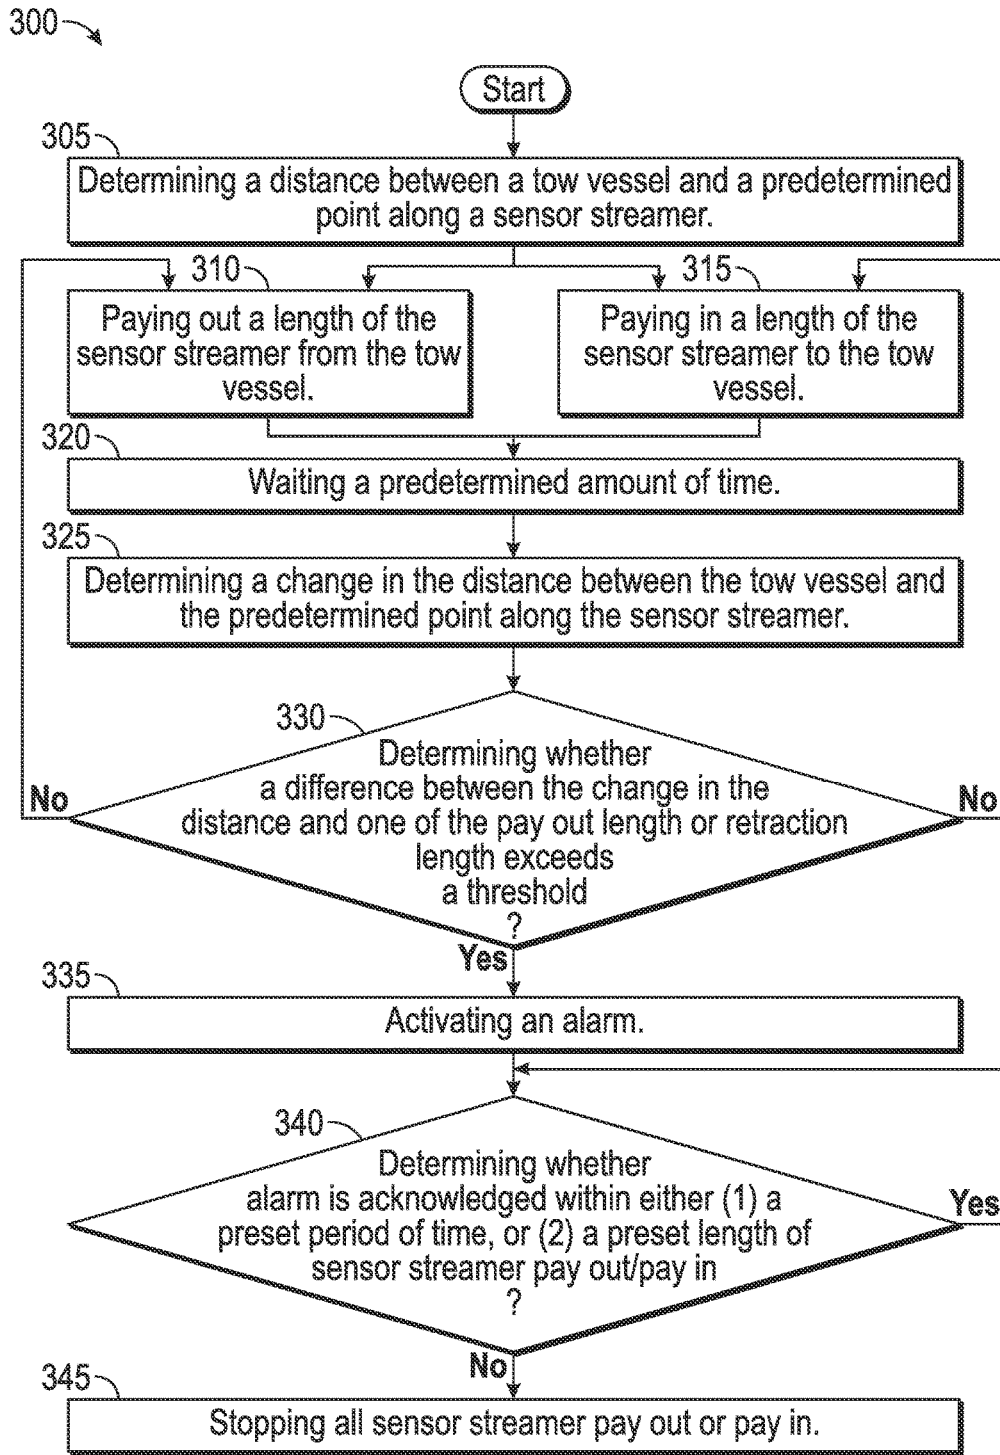 300
Start
305
Determining a distance between a tow vessel and a predetermined
point along a sensor streamer.
310
Paying out a length of the
sensor streamer from the tow
vessel.
315
Paying in a length of the
sensor streamer to the tow
vessel.
320
Waiting a predetermined amount of time.
325
Determining a change in the distance between the tow vessel and
the predetermined point along the sensor streamer.
330
Determining whether
a difference between the change in the
distance and one of the pay out length or retraction
length exceeds
a threshold
?
No
No
Yes
335
Activating an alarm.
340
Determining whether
alarm is acknowledged within either (1) a
preset period of time, or (2) a preset length of
sensor streamer pay out/pay in
?
Yes
No
345
Stopping all sensor streamer pay out or pay in.